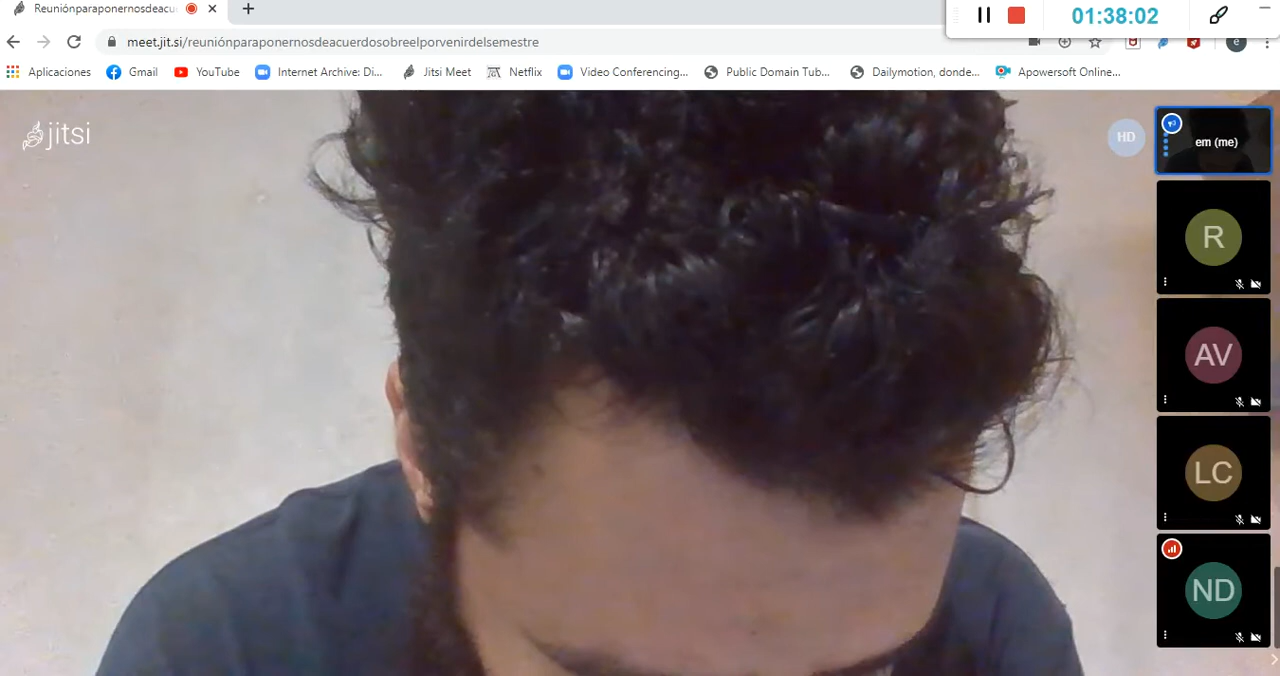 Reuniónparaponernosdeacu
01:38:02
meet.jit.si/reuniónparaponernosdeacuerdosobreelporvenirdelsemestre
e
Aplicaciones Gmail YouTube Internet Archive: Di... Jitsi Meet Netflix Video Conferencing... Public Domain Tub... Dailymotion, donde... Apowersoft Online...
jitsi
HD
em (me)
R
AV
LC
ND